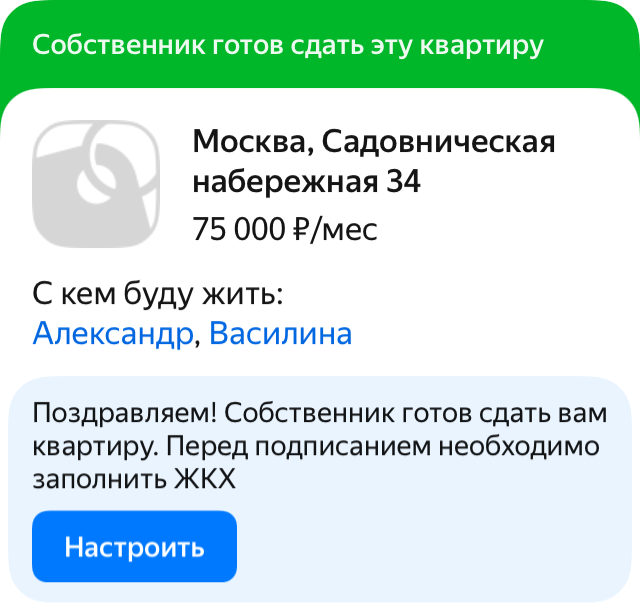 Собственник готов сдать эту квартиру
Москва, Садовническая
набережная 34
75 000 ₽/мес
С кем буду жить:
Александр, Василина
Поздравляем! Собственник готов сдать вам
квартиру. Перед подписанием необходимо
заполнить ЖКХ
Настроить